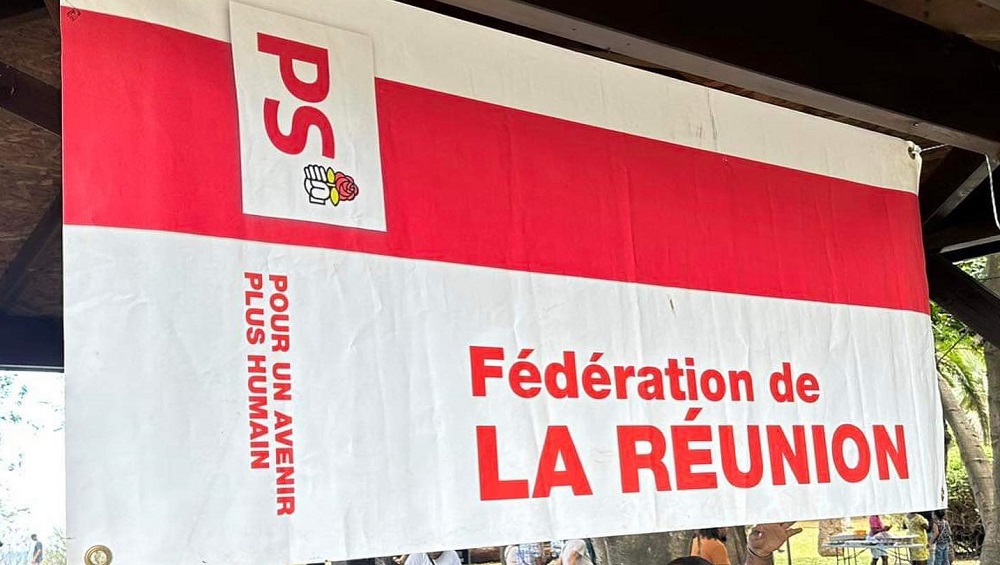 PS
POUR UN AVENIR
PLUS HUMAIN
Fédération de
LA RÉUNION